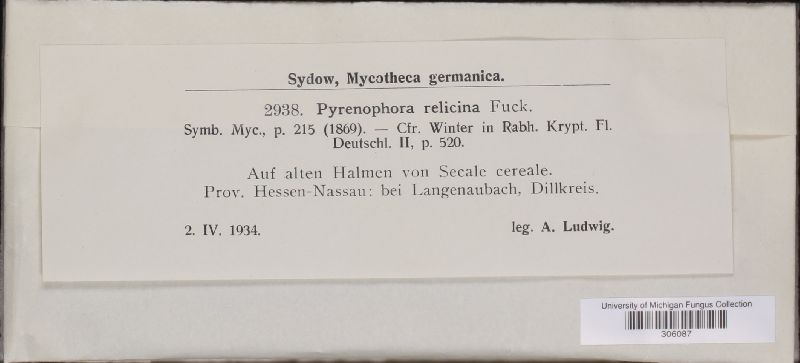 Sydow, Mycotheca germanica.
2938. Pyrenophora relicina Fuck.
Symb. Myc., p. 215 (1869). — Cfr. Winter in Rabh. Krypt. Fl.
Deutschl. II, p. 520.
Auf alten Halmen von Secale cereale.
Prov. Hessen-Nassau: bei Langenaubach, Dillkreis.
2. IV. 1934. leg. A. Ludwig.
University of Michigan Fungus Collection
306087